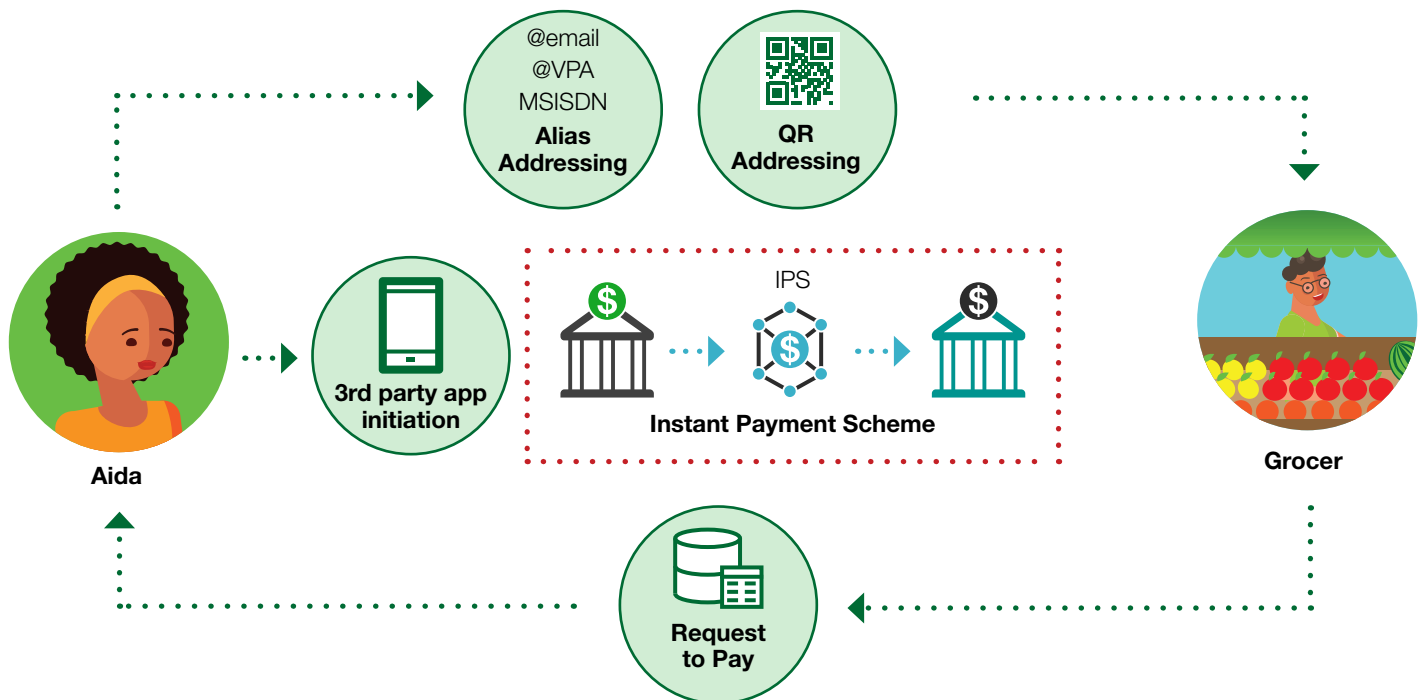 @email
@VPA
MSISDN
Alias
Addressing
QR
Addressing
Aida
3rd party app
initiation
$
IPS
$
$
Instant Payment Scheme
Grocer
Request
to Pay